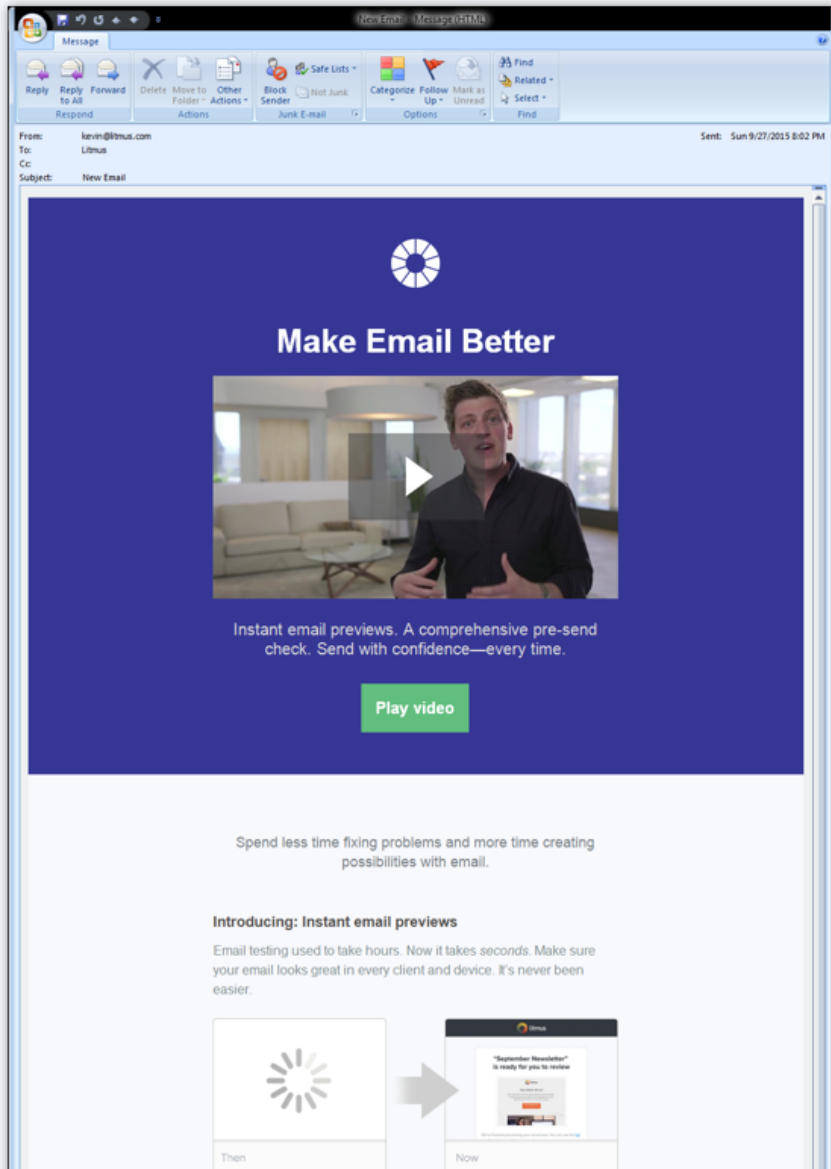 New Email - Message (HTML)
Message
Reply
Reply to All
Forward
Delete
Move to Folder
Other Actions
Block Sender
Safe Lists
Not Junk
Categorize
Follow Up
Mark as Unread
Find
Related
Select
Respond
Actions
Junk E-mail
Options
Find
From: kevin@litmus.com
Sent: Sun 9/27/2015 8:02 PM
To: Litmus
Cc:
Subject: New Email
Make Email Better
Instant email previews. A comprehensive pre-send
check. Send with confidence—every time.
Play video
Spend less time fixing problems and more time creating
possibilities with email.
Introducing: Instant email previews
Email testing used to take hours. Now it takes seconds. Make sure
your email looks great in every client and device. It's never been
easier.
litmus
"September Newsletter"
is ready for you to review
Then
Now